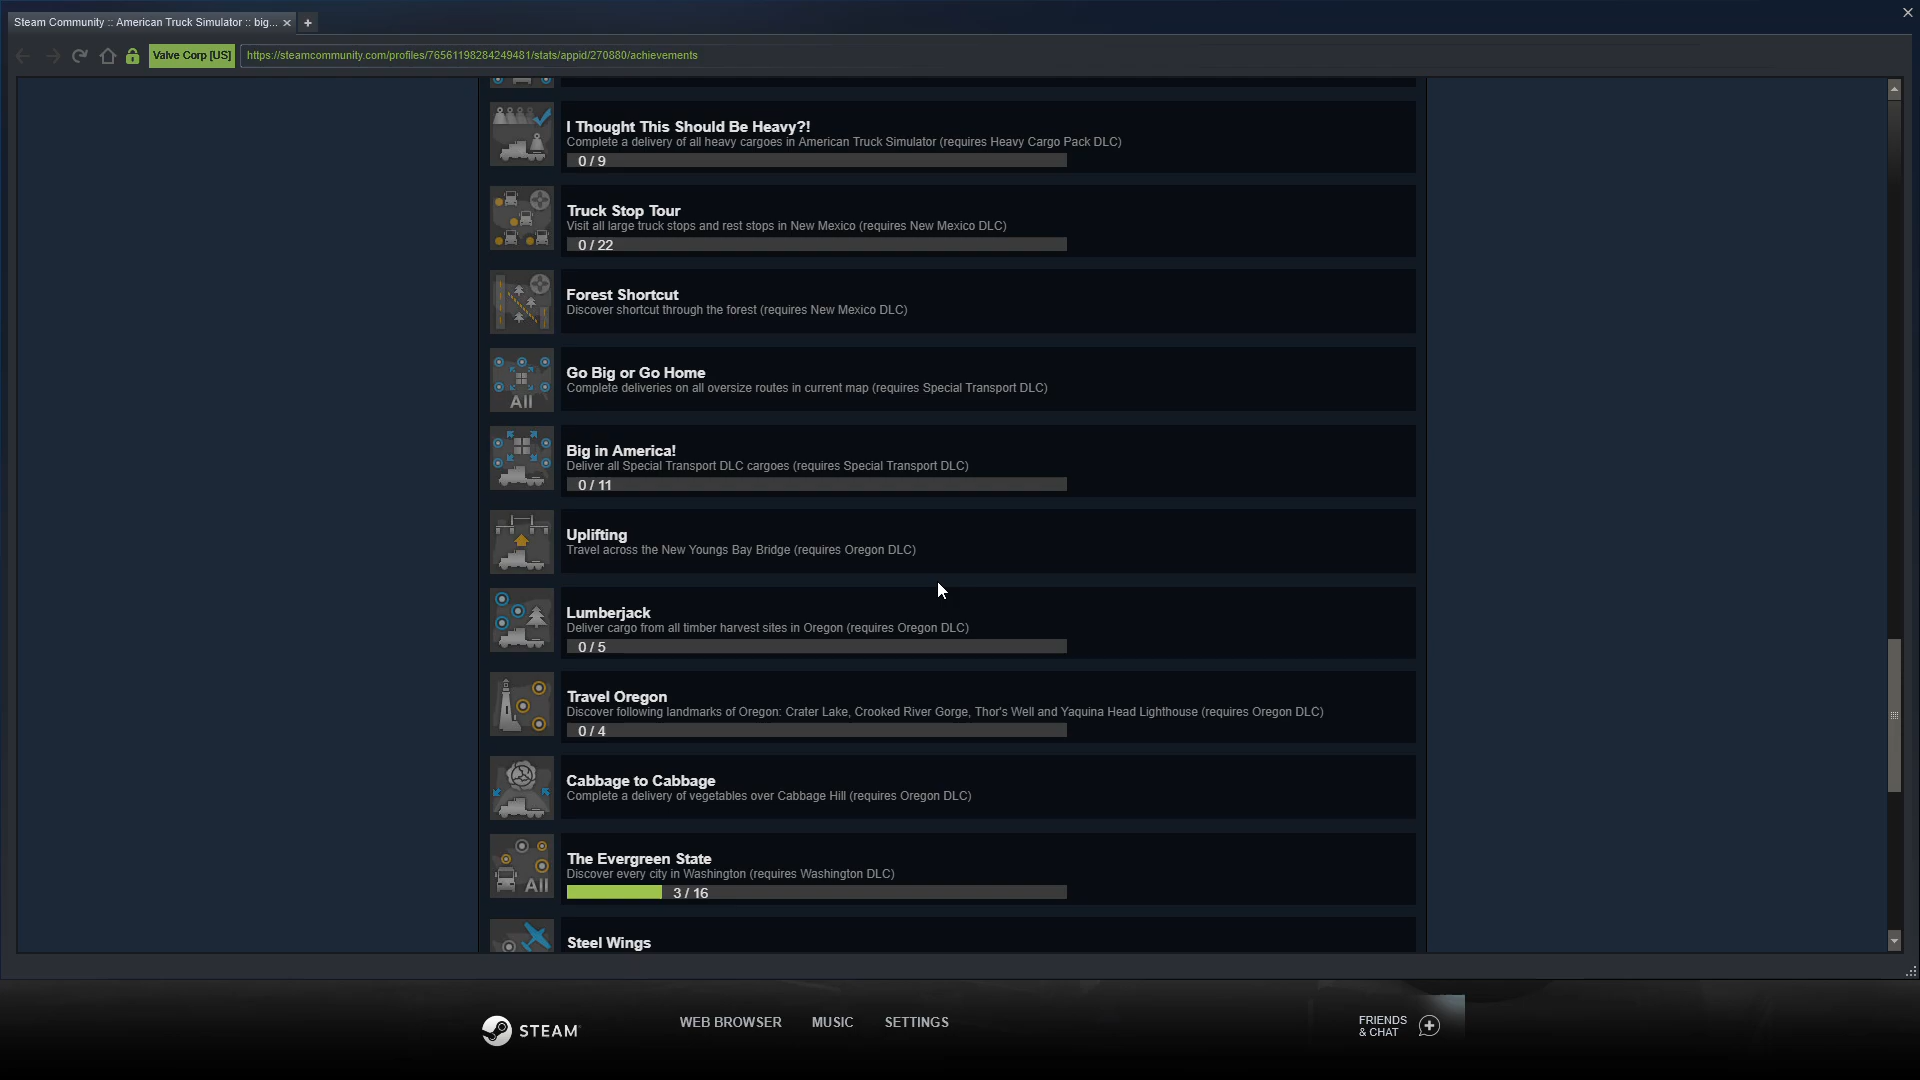 Steam Community :: American Truck Simulator :: big...
Valve Corp [US]
https://steamcommunity.com/profiles/76561198284249481/stats/appid/270880/achievements
I Thought This Should Be Heavy?!
Complete a delivery of all heavy cargoes in American Truck Simulator (requires Heavy Cargo Pack DLC)
0 / 9
Truck Stop Tour
Visit all large truck stops and rest stops in New Mexico (requires New Mexico DLC)
0 / 22
Forest Shortcut
Discover shortcut through the forest (requires New Mexico DLC)
All
Go Big or Go Home
Complete deliveries on all oversize routes in current map (requires Special Transport DLC)
Big in America!
Deliver all Special Transport DLC cargoes (requires Special Transport DLC)
0 / 11
Uplifting
Travel across the New Youngs Bay Bridge (requires Oregon DLC)
Lumberjack
Deliver cargo from all timber harvest sites in Oregon (requires Oregon DLC)
0 / 5
Travel Oregon
Discover following landmarks of Oregon: Crater Lake, Crooked River Gorge, Thor's Well and Yaquina Head Lighthouse (requires Oregon DLC)
0 / 4
Cabbage to Cabbage
Complete a delivery of vegetables over Cabbage Hill (requires Oregon DLC)
All
The Evergreen State
Discover every city in Washington (requires Washington DLC)
3 / 16
Steel Wings
STEAM
WEB BROWSER
MUSIC
SETTINGS
FRIENDS
& CHAT